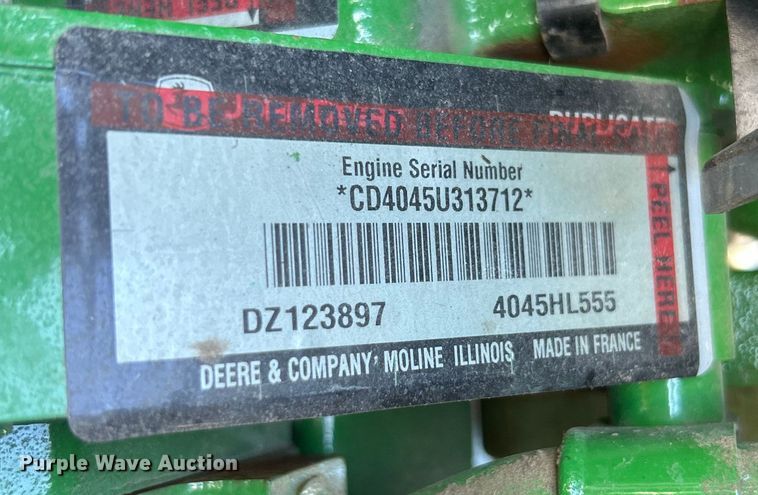 TO BE REMOVED BEFORE
DUPLICATE
Engine Serial Number
*CD4045U313712*
PEEL HERE
DZ123897 4045HL555
DEERE & COMPANY, MOLINE ILLINOIS MADE IN FRANCE
Purple Wave Auction